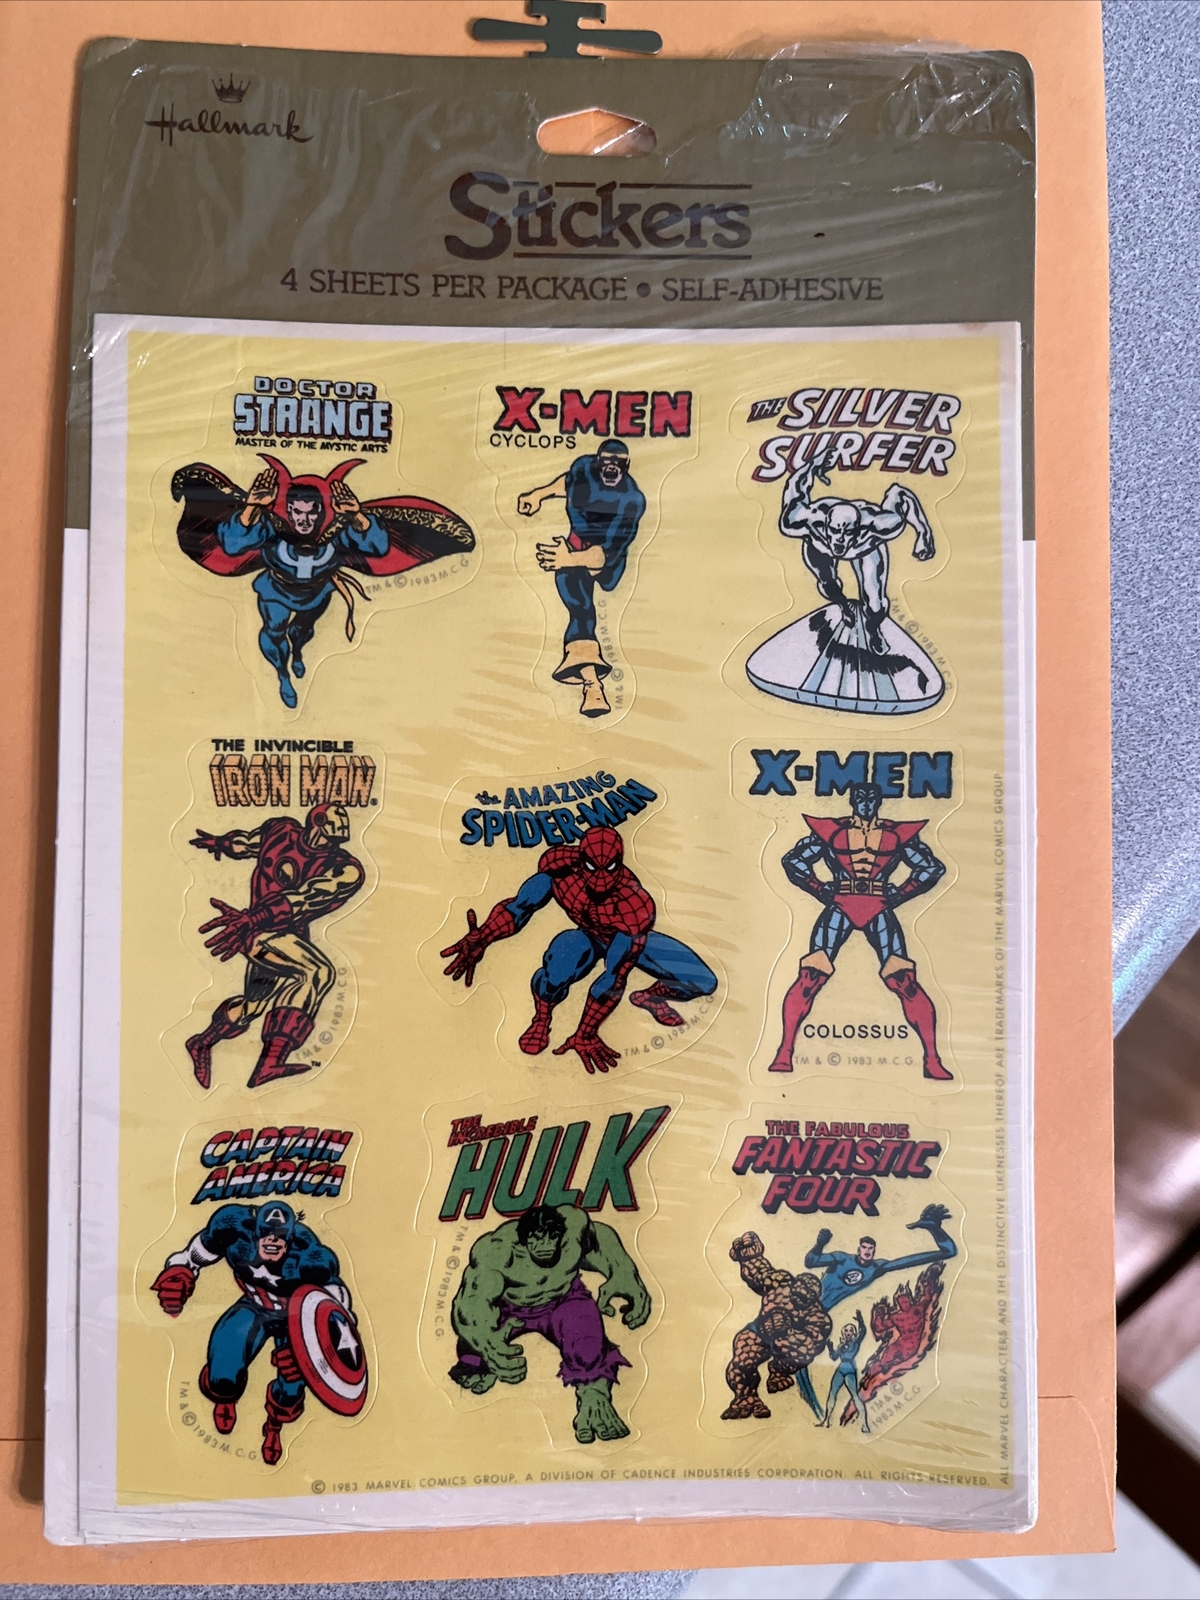 Hallmark
Stickers
4 SHEETS PER PACKAGE • SELF-ADHESIVE
DOCTOR
STRANGE
MASTER OF THE MYSTIC ARTS
TM & © 1983 M.C.G.
X-MEN
CYCLOPS
TM & © 1983 M.C.G.
THE SILVER
SURFER
TM & © 1983 M.C.G.
THE INVINCIBLE
IRON MAN
TM & © 1983 M.C.G.
TM
the AMAZING
SPIDER-MAN
TM & © 1983 M.C.G.
X-MEN
COLOSSUS
TM & © 1983 M.C.G.
CAPTAIN
AMERICA
A
TM & © 1983 M.C.G
THE
INCREDIBLE
HULK
TM & © 1983 M.C.G.
THE FABULOUS
FANTASTIC
FOUR
4
TM & ©
1983 M.C.G.
© 1983 MARVEL COMICS GROUP, A DIVISION OF CADENCE INDUSTRIES CORPORATION. ALL RIGHTS RESERVED.
ALL MARVEL CHARACTERS AND THE DISTINCTIVE LIKENESSES THEREOF ARE TRADEMARKS OF THE MARVEL COMICS GROUP